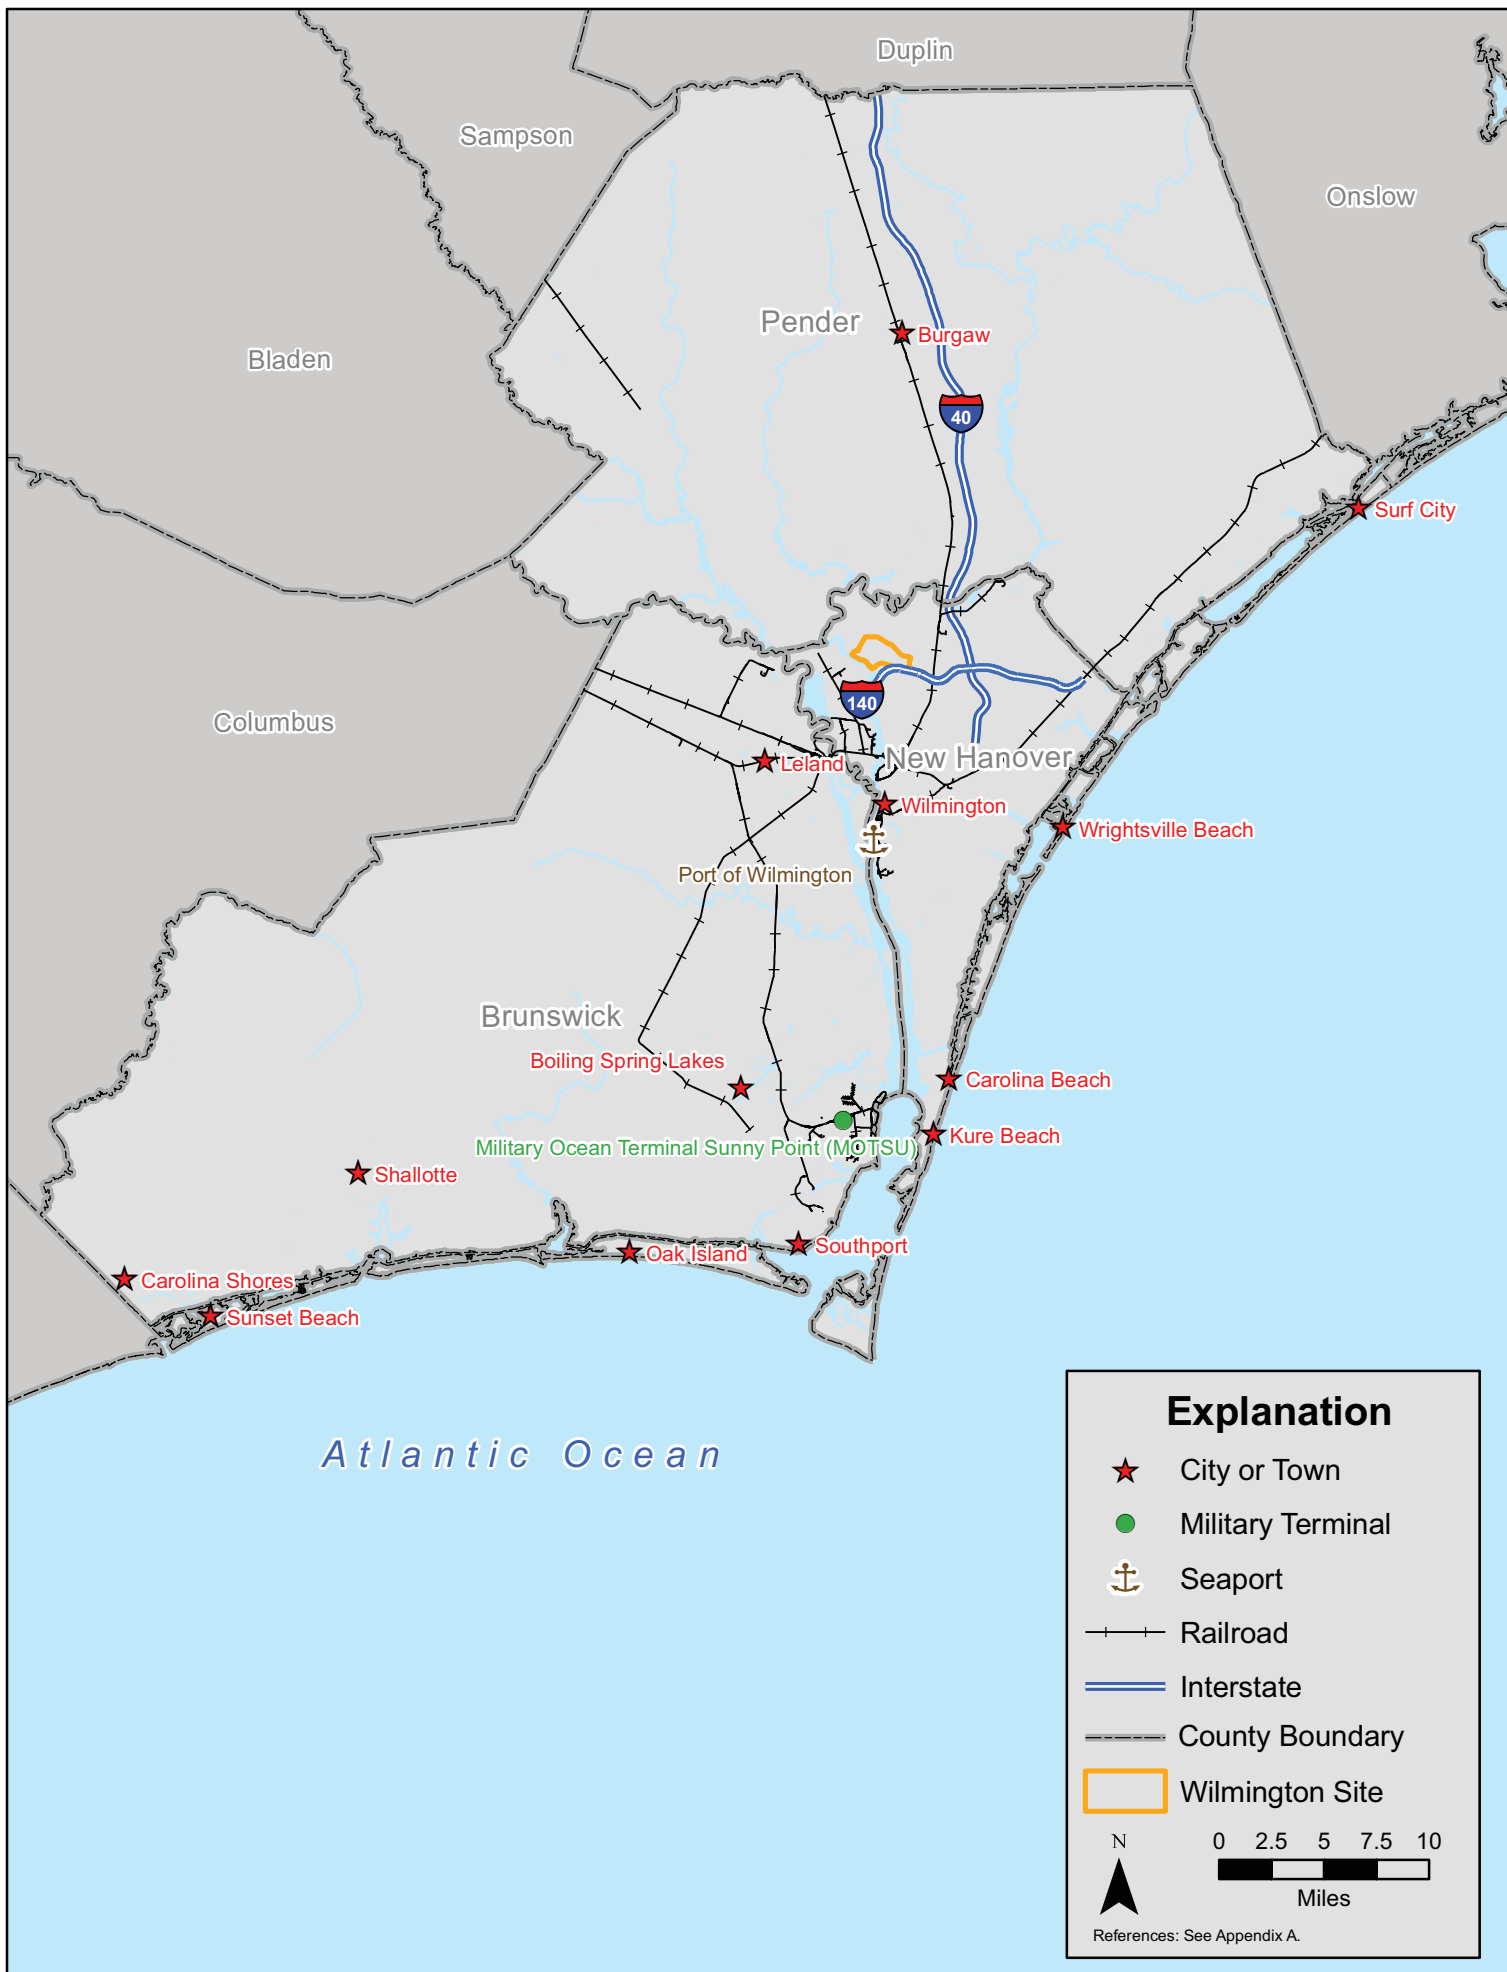 Duplin
Sampson
Onslow
Pender
Burgaw
Bladen
40
Surf City
140
Columbus
New Hanover
Leland
Wilmington
Wrightsville Beach
Port of Wilmington
Brunswick
Boiling Spring Lakes
Carolina Beach
Kure Beach
Military Ocean Terminal Sunny Point (MOTSU)
Shallotte
Southport
Oak Island
Carolina Shores
Sunset Beach
Atlantic Ocean
Explanation
City or Town
Military Terminal
Seaport
Railroad
Interstate
County Boundary
Wilmington Site
N
0 2.5 5 7.5 10
Miles
References: See Appendix A.